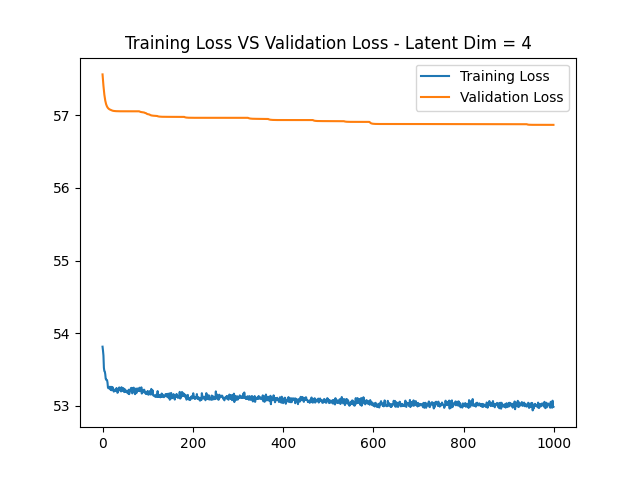 Training Loss VS Validation Loss - Latent Dim = 4
Training Loss
Validation Loss
57
56
55
54
53
0 200 400 600 800 1000